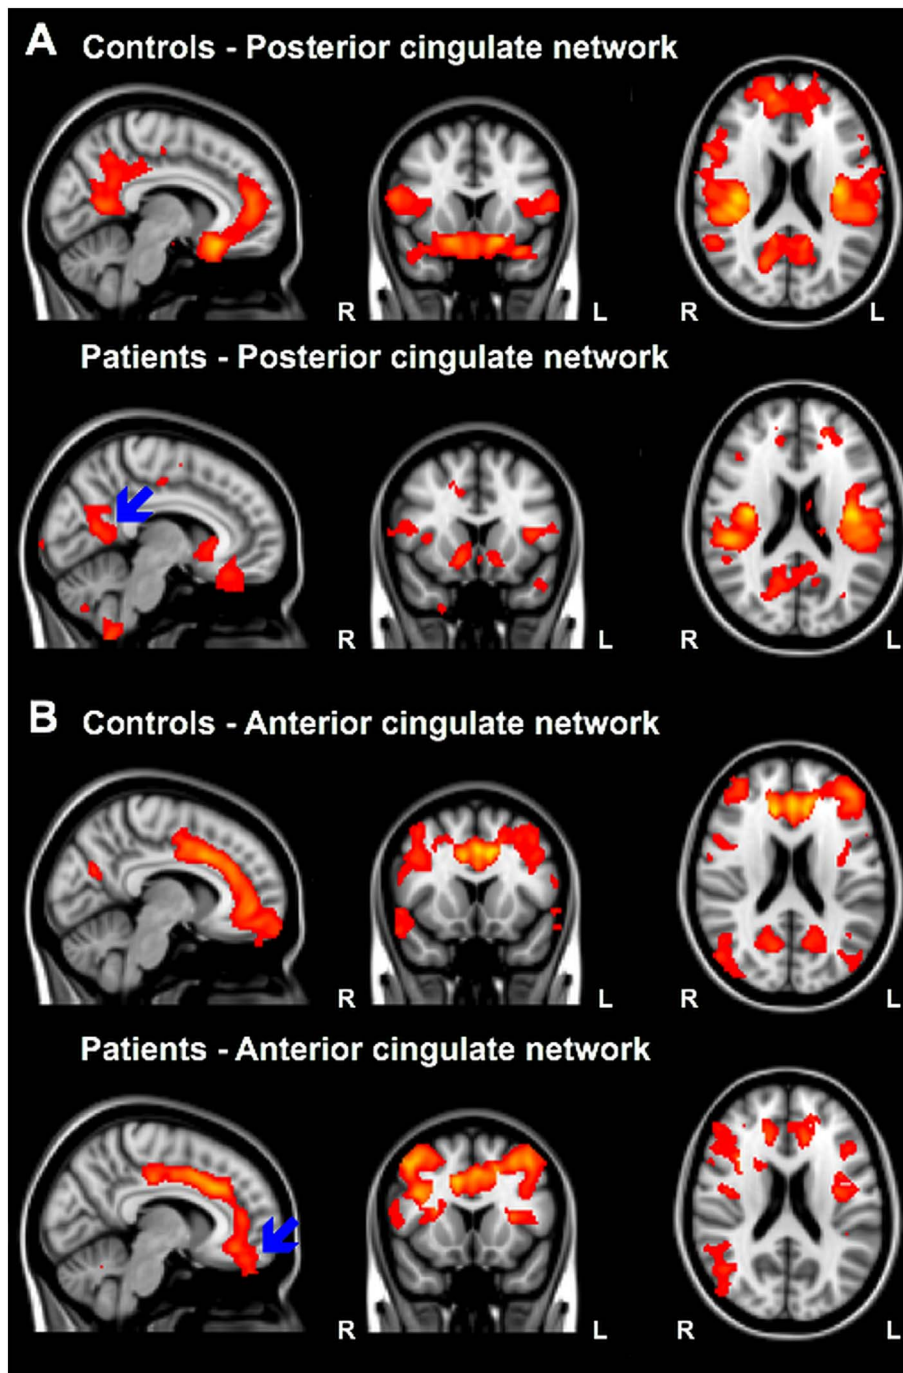 A Controls - Posterior cingulate network
R L R L
Patients - Posterior cingulate network
R L R L
B Controls - Anterior cingulate network
R L R L
Patients - Anterior cingulate network
R L R L